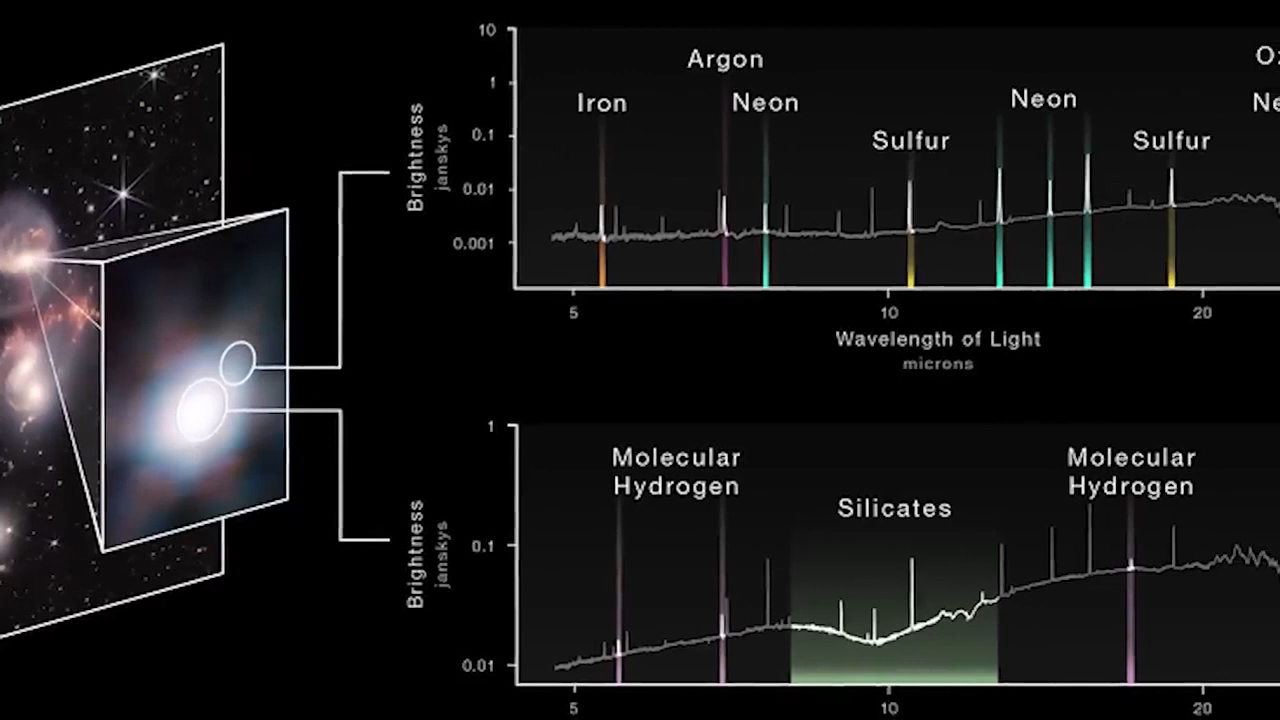 10
Argon
O
1
Iron
Neon
Neon
Ne
0.1
Sulfur
Sulfur
Brightness
janskys
0.01
0.001
5
10
20
Wavelength of Light
microns
1
Molecular
Hydrogen
Silicates
Molecular
Hydrogen
0.1
Brightness
janskys
0.01
5
10
20